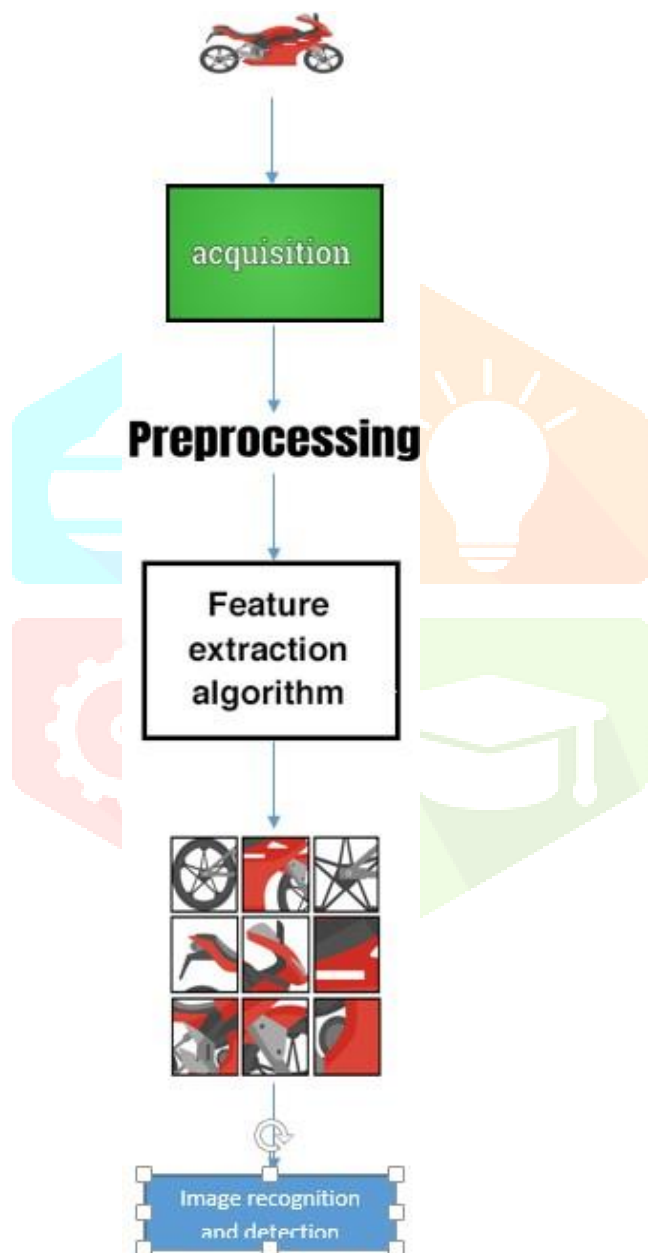 acquisition
Preprocessing
Feature
extraction
algorithm
Image recognition
and detection